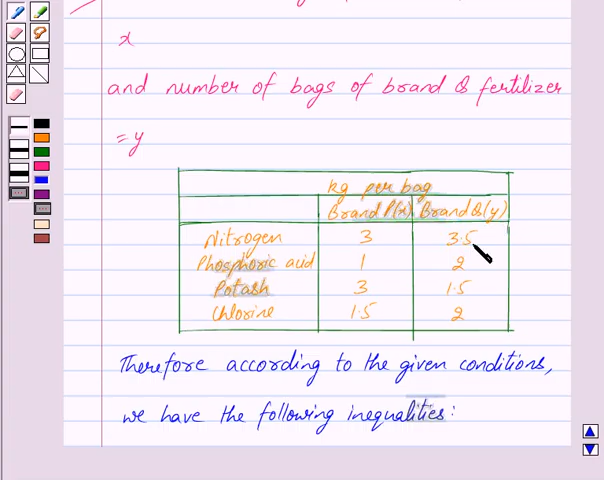 x
and number of bags of brand Q fertilizer
= y
kg per bag
Brand P(x) Brand Q(y)
Nitrogen 3 3.5
Phosphoric acid 1 2
Potash 3 1.5
Chlorine 1.5 2
Therefore according to the given conditions,
we have the following inequalities: